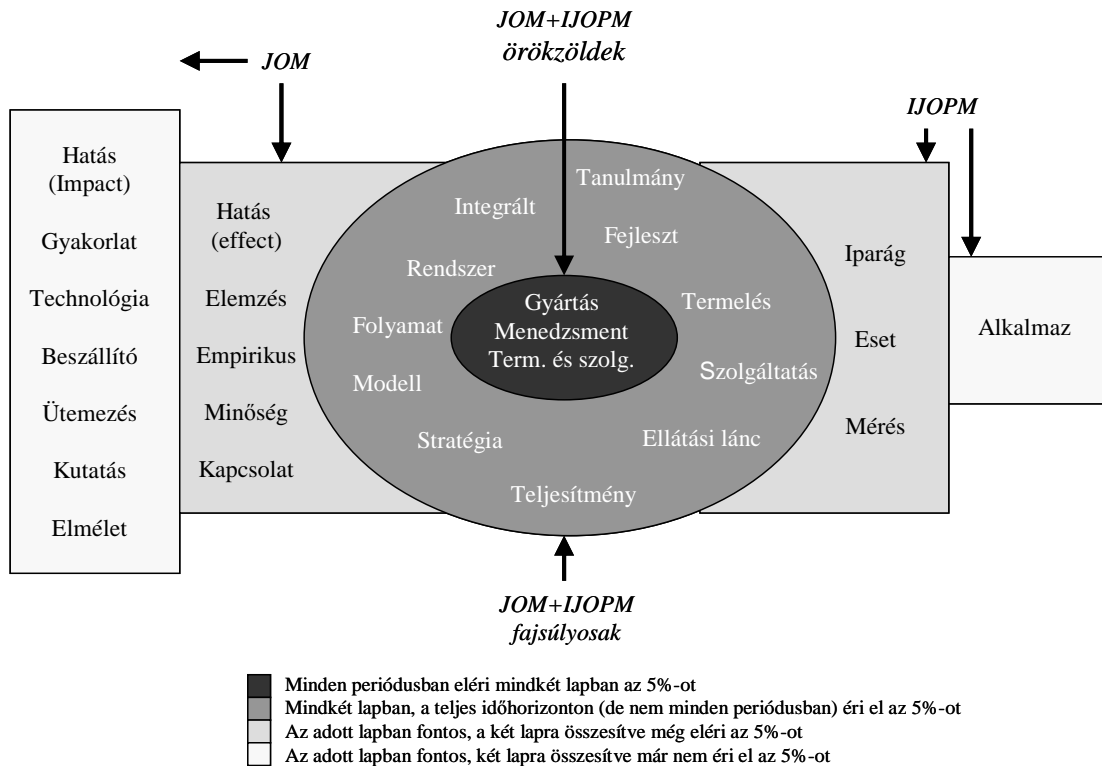 JOM+IJOPM
örökzöldek
JOM
IJOPM
Hatás
(Impact)
Gyakorlat
Technológia
Beszállító
Ütemezés
Kutatás
Elmélet
Hatás
(effect)
Elemzés
Empirikus
Minőség
Kapcsolat
Tanulmány
Integrált
Fejleszt
Rendszer
Termelés
Folyamat
Modell
Szolgáltatás
Stratégia
Ellátási lánc
Teljesítmény
Gyártás
Menedzsment
Term. és szolg.
Iparág
Eset
Mérés
Alkalmaz
JOM+IJOPM
fajsúlyosak
Minden periódusban eléri mindkét lapban az 5%-ot
Mindkét lapban, a teljes időhorizonton (de nem minden periódusban) éri el az 5%-ot
Az adott lapban fontos, a két lapra összesítve még eléri az 5%-ot
Az adott lapban fontos, két lapra összesítve már nem éri el az 5%-ot